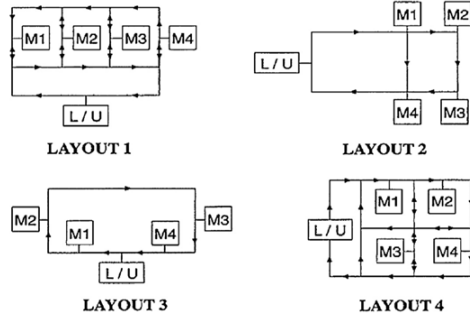 M1 M2 M3 M4
L / U
LAYOUT 1
M1 M2
L / U
M4 M3
LAYOUT 2
M2 M3
M1 M4
L / U
LAYOUT 3
M1 M2
L / U
M3 M4
LAYOUT 4